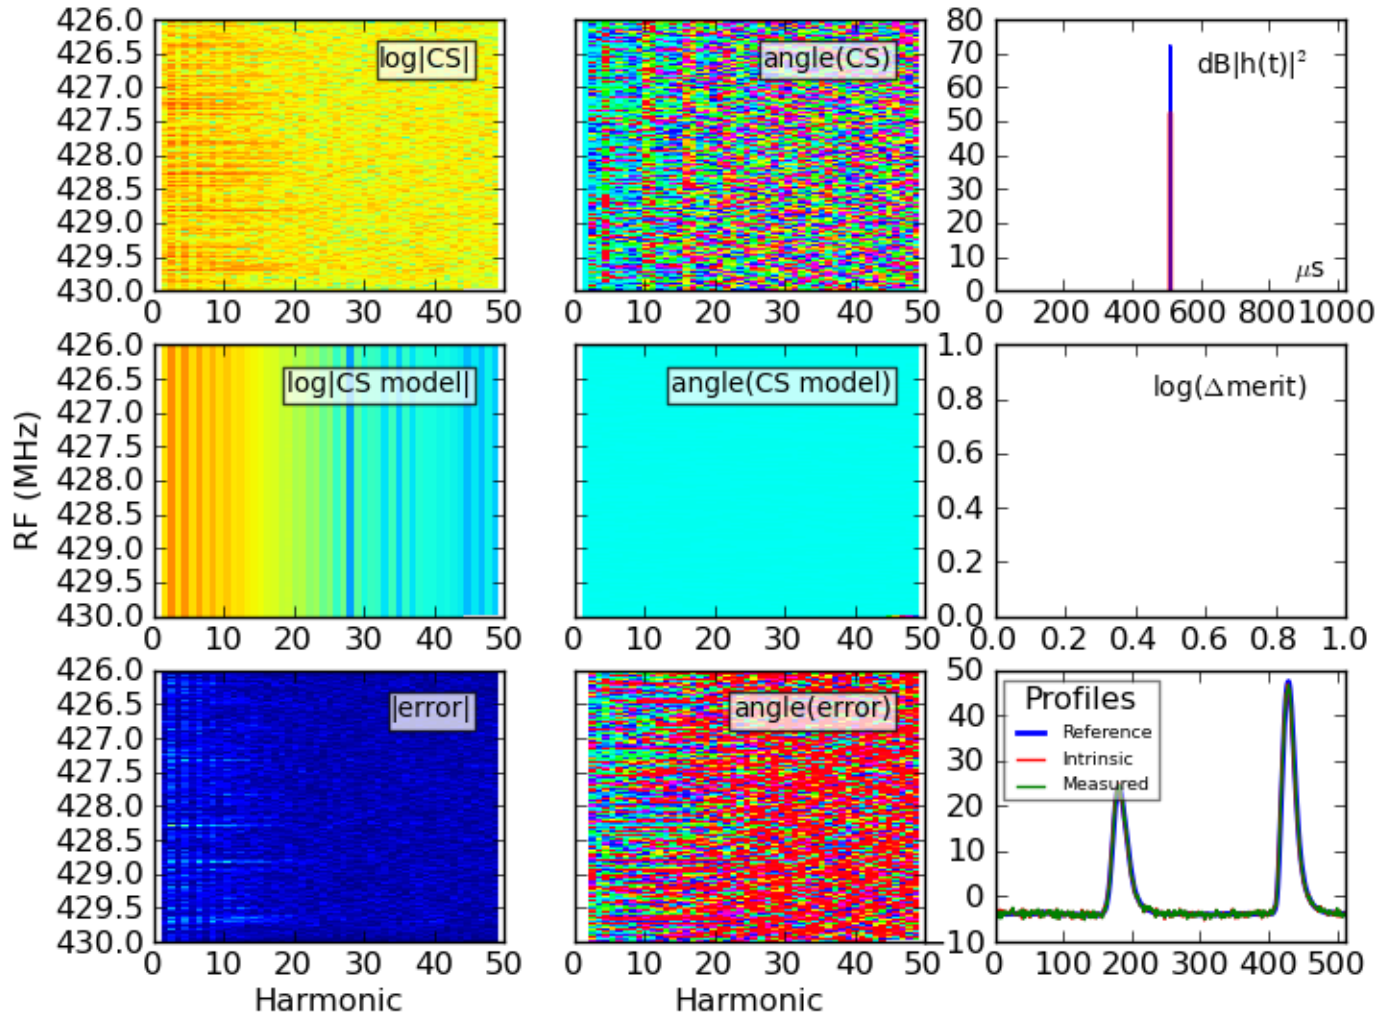 426.0
426.5
427.0
427.5
428.0
428.5
429.0
429.5
430.0
0 10 20 30 40 50
log|CS|
0 10 20 30 40 50
angle(CS)
80
70
60
50
40
30
20
10
0
0 200 400 600 800 1000
dB|h(t)|²
μs
RF (MHz)
426.0
426.5
427.0
427.5
428.0
428.5
429.0
429.5
430.0
0 10 20 30 40 50
log|CS model|
0 10 20 30 40 50
angle(CS model)
1.0
0.8
0.6
0.4
0.2
0.0
0.0 0.2 0.4 0.6 0.8 1.0
log(Δmerit)
426.0
426.5
427.0
427.5
428.0
428.5
429.0
429.5
430.0
0 10 20 30 40 50
|error|
Harmonic
0 10 20 30 40 50
angle(error)
Harmonic
50
40
30
20
10
0
−10
0 100 200 300 400 500
Profiles
Reference
Intrinsic
Measured